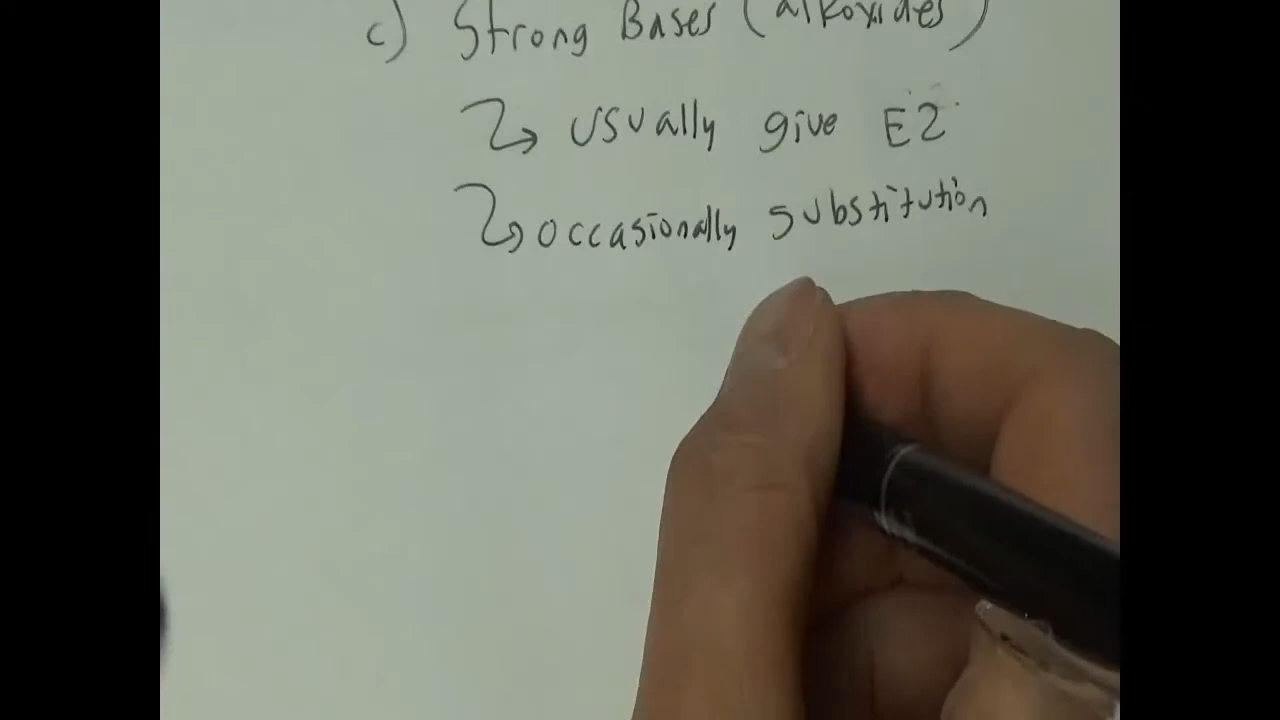 c) Strong Bases (alkoxides)
usually give E2
occasionally substitution